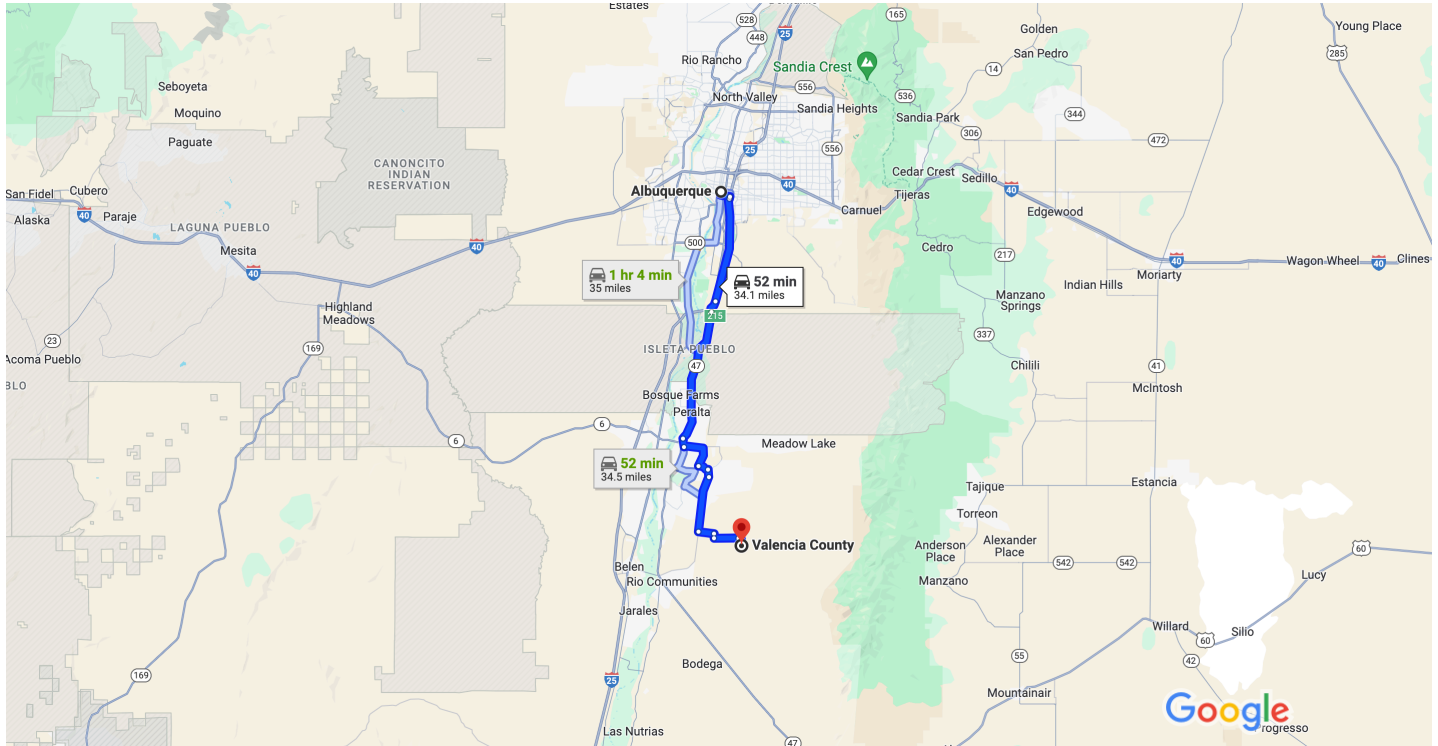 Estates
528
25
165
Golden
Young Place
448
San Pedro
285
Rio Rancho
Sandia Crest
14
Seboyeta
556
North Valley
536
Sandia Heights
Moquino
344
Sandia Park
306
472
Paguate
25
556
CANONCITO
INDIAN
RESERVATION
Cedar Crest
Sedillo
San Fidel
Cubero
Albuquerque
40
40
Tijeras
Alaska
40
Paraje
Carnuel
Edgewood
LAGUNA PUEBLO
500
Mesita
40
Cedro
217
40
Wagon Wheel
40
Clines
40
1 hr 4 min
35 miles
52 min
34.1 miles
Moriarty
Indian Hills
Manzano
Springs
Highland
Meadows
215
337
23
169
ISLETA PUEBLO
Acoma Pueblo
47
Chilili
41
BLO
McIntosh
Bosque Farms
Peralta
6
6
Meadow Lake
52 min
34.5 miles
Tajique
Estancia
Torreon
Valencia County
Anderson
Place
Alexander
Place
60
542
542
Belen
Rio Communities
Manzano
Lucy
Jarales
Willard
60
Silio
55
42
Bodega
169
25
Mountainair
Google
Progresso
Las Nutrias
47